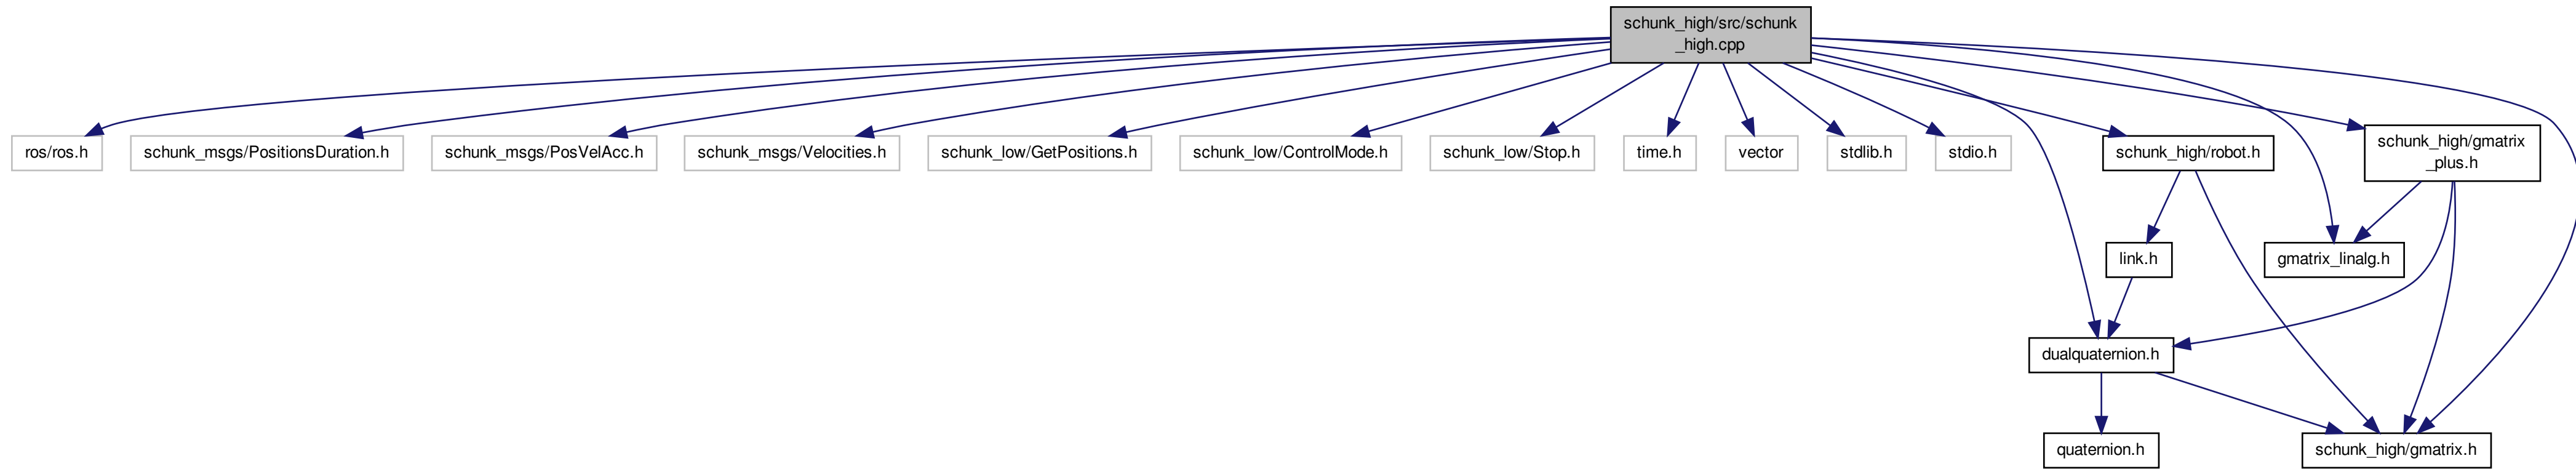 schunk_high/src/schunk
_high.cpp
ros/ros.h
schunk_msgs/PositionsDuration.h
schunk_msgs/PosVelAcc.h
schunk_msgs/Velocities.h
schunk_low/GetPositions.h
schunk_low/ControlMode.h
schunk_low/Stop.h
time.h
vector
stdlib.h
stdio.h
schunk_high/robot.h
schunk_high/gmatrix
_plus.h
link.h
gmatrix_linalg.h
dualquaternion.h
quaternion.h
schunk_high/gmatrix.h